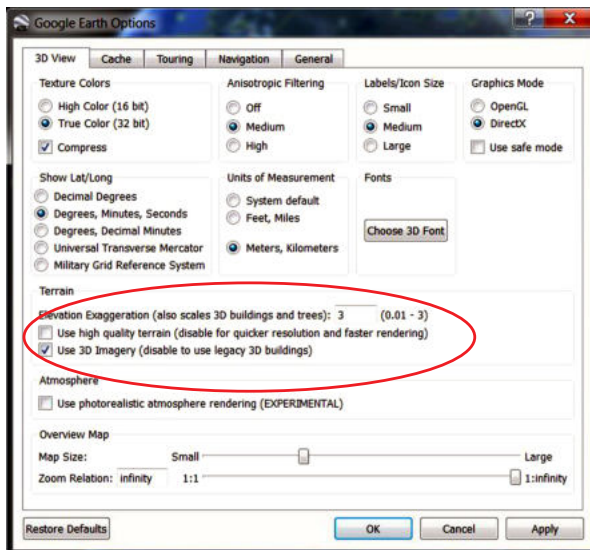 Google Earth Options
3D View Cache Touring Navigation General
Texture Colors
High Color (16 bit)
True Color (32 bit)
Compress
Anisotropic Filtering
Off
Medium
High
Labels/Icon Size
Small
Medium
Large
Graphics Mode
OpenGL
DirectX
Use safe mode
Show Lat/Long
Decimal Degrees
Degrees, Minutes, Seconds
Degrees, Decimal Minutes
Universal Transverse Mercator
Military Grid Reference System
Units of Measurement
System default
Feet, Miles
Meters, Kilometers
Fonts
Choose 3D Font
Terrain
Elevation Exaggeration (also scales 3D buildings and trees): 3 (0.01 - 3)
Use high quality terrain (disable for quicker resolution and faster rendering)
Use 3D Imagery (disable to use legacy 3D buildings)
Atmosphere
Use photorealistic atmosphere rendering (EXPERIMENTAL)
Overview Map
Map Size: Small Large
Zoom Relation: infinity 1:1 1:infinity
Restore Defaults OK Cancel Apply